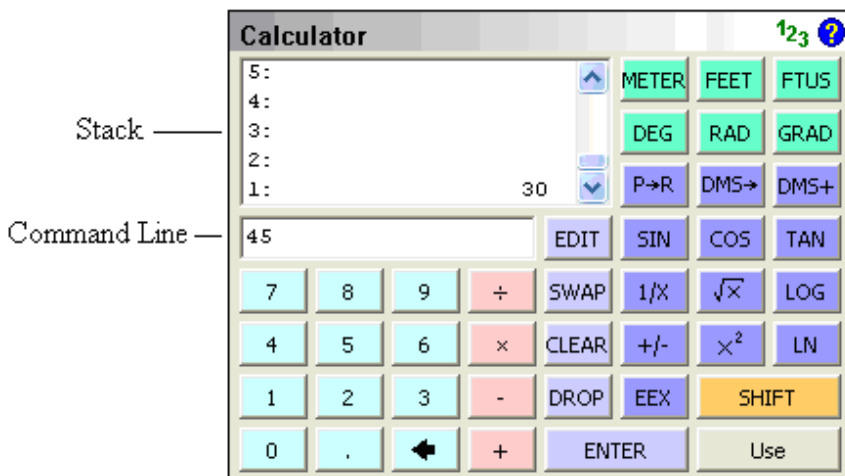 Calculator 123 ?
5: METER FEET FTUS
4:
Stack 3: DEG RAD GRAD
2:
1: 30 P→R DMS→ DMS+
Command Line 45 EDIT SIN COS TAN
7 8 9 ÷ SWAP 1/X √x LOG
4 5 6 × CLEAR +/- x² LN
1 2 3 - DROP EEX SHIFT
0 . 🡄 + ENTER Use